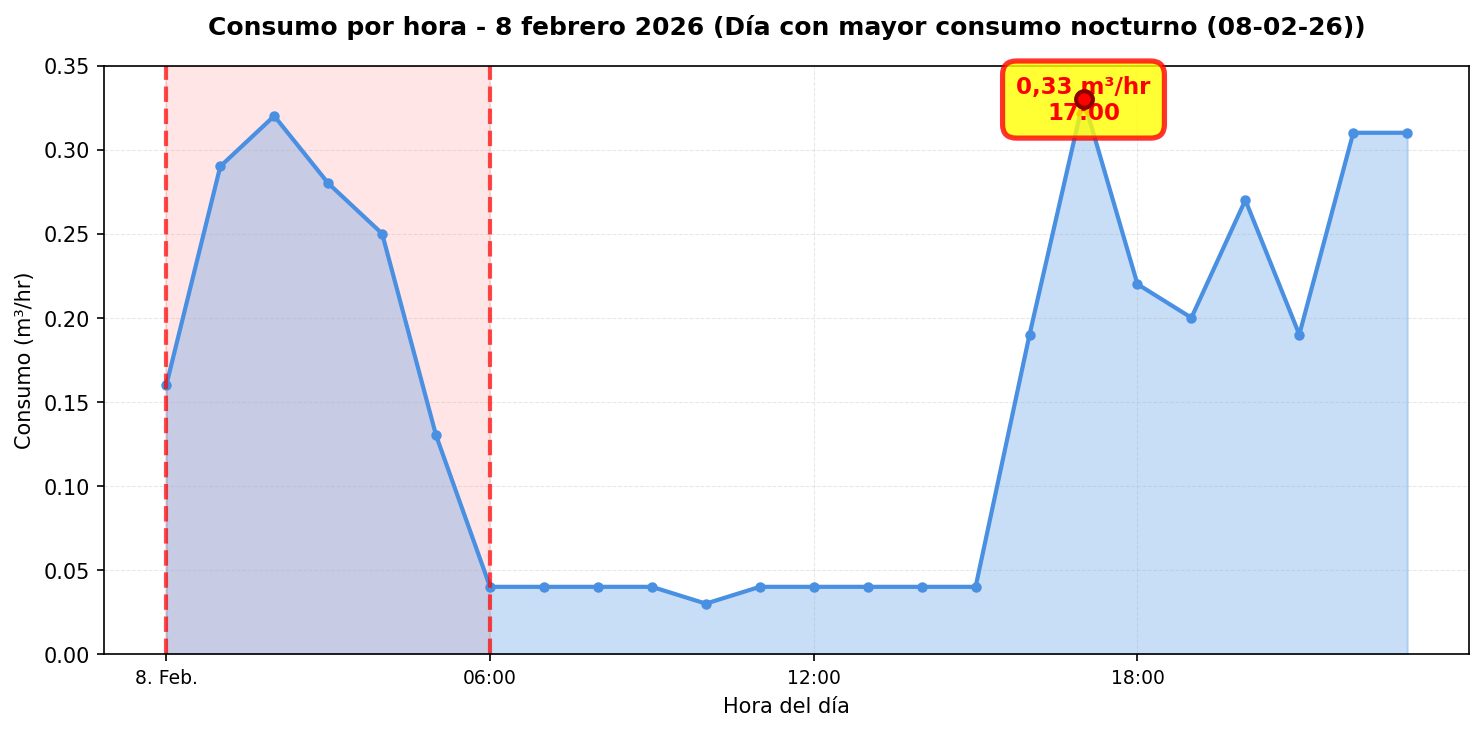 Consumo por hora - 8 febrero 2026 (Día con mayor consumo nocturno (08-02-26))
0,33 m³/hr
17:00
Consumo (m³/hr)
0.35
0.30
0.25
0.20
0.15
0.10
0.05
0.00
8. Feb.
06:00
12:00
18:00
Hora del día